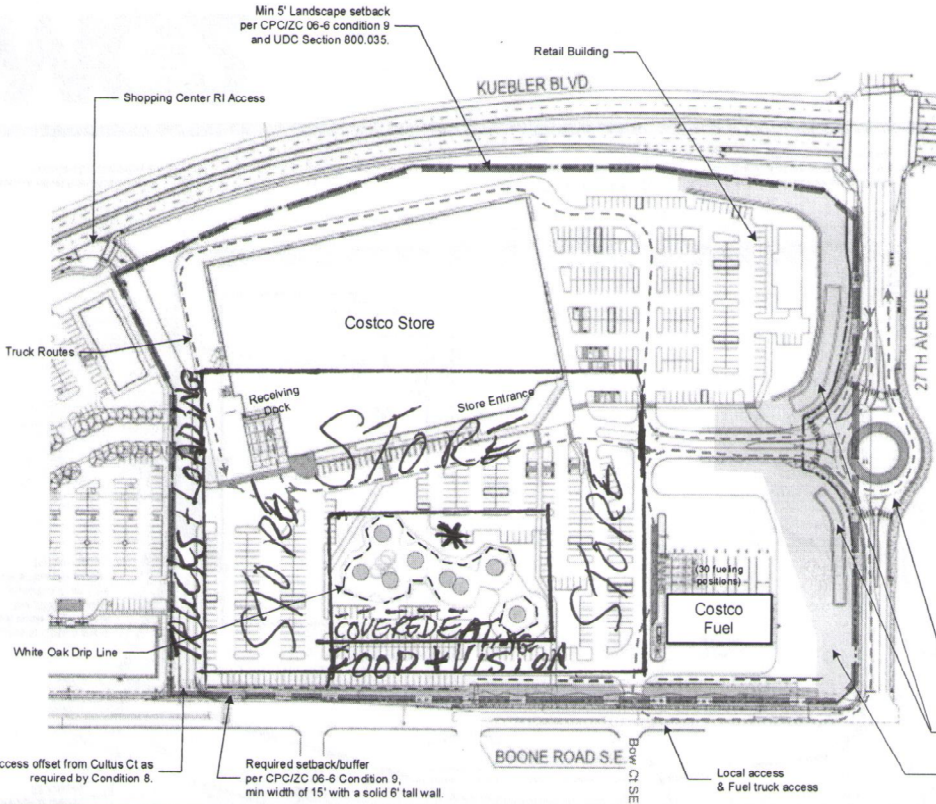 Min 5' Landscape setback
per CPC/ZC 06-6 condition 9
and UDC Section 800.035.
Retail Building
KUEBLER BLVD.
Shopping Center RI Access
27TH AVENUE
Costco Store
Truck Routes
Receiving
Dock
Store Entrance
TRUCKS + LOADING
STORE
STORE
STORE
*
(30 fueling
positions)
Costco
Fuel
COVERED EATING
FOOD + VISION
White Oak Drip Line
ccess offset from Cultus Ct as
required by Condition 8.
Required setback/buffer
per CPC/ZC 06-6 Condition 9,
min width of 15' with a solid 6' tall wall.
BOONE ROAD S.E.
Bow Ct SE
Local access
& Fuel truck access